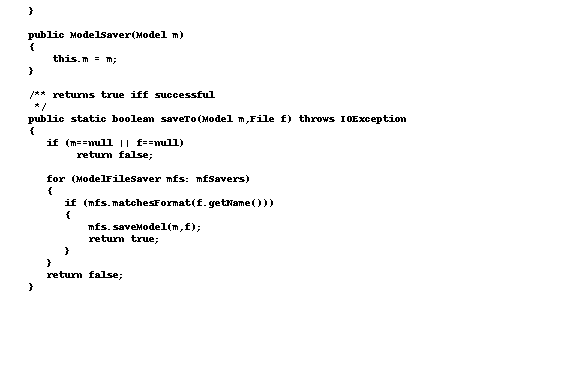 }
public ModelSaver(Model m)
{
this.m = m;
}
/** returns true iff successful
*/
public static boolean saveTo(Model m,File f) throws IOException
{
if (m==null || f==null)
return false;
for (ModelFileSaver mfs: mfSavers)
{
if (mfs.matchesFormat(f.getName()))
{
mfs.saveModel(m,f);
return true;
}
}
return false;
}